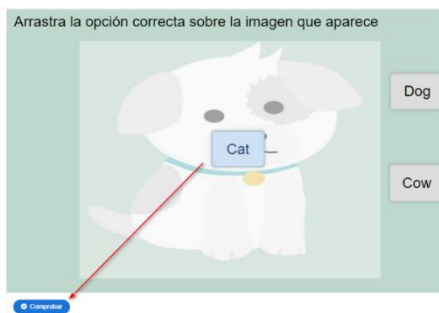 Arrastra la opción correcta sobre la imagen que aparece
Dog
Cat
Cow
Comprobar